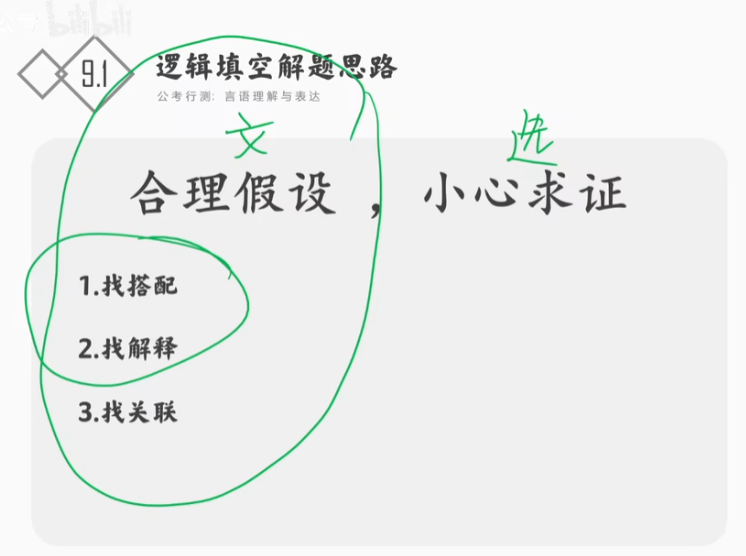 bilibili
9.1
逻辑填空解题思路
公考行测: 言语理解与表达
文 选
合理假设 ，小心求证
1.找搭配
2.找解释
3.找关联